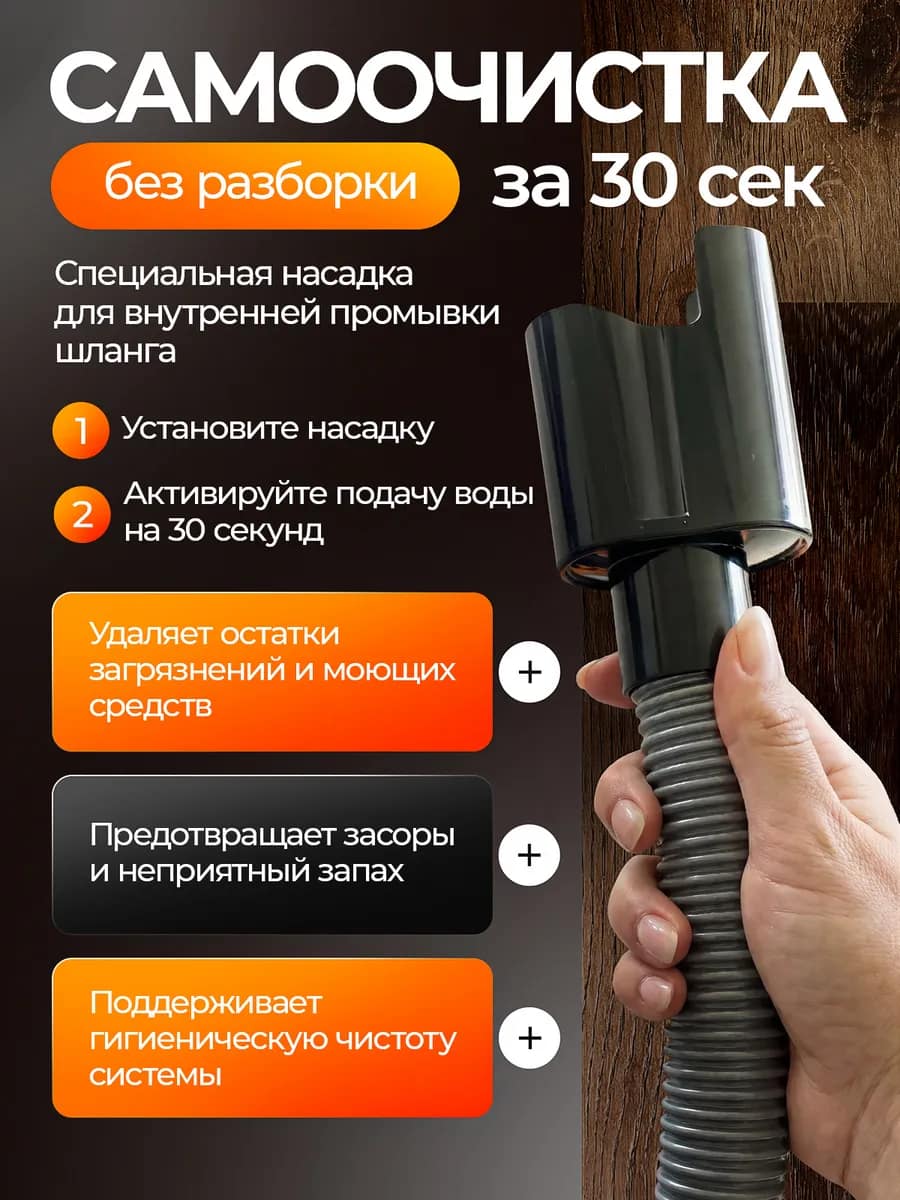 САМООЧИСТКА
без разборки за 30 сек
Специальная насадка
для внутренней промывки
шланга
1 Установите насадку
2 Активируйте подачу воды
на 30 секунд
Удаляет остатки
загрязнений и моющих
средств
+
Предотвращает засоры
и неприятный запах
+
Поддерживает
гигиеническую чистоту
системы
+